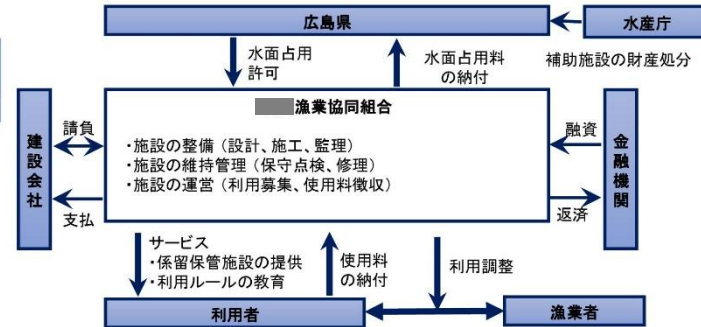 広島県
水産庁
水面占用
許可
水面占用料
の納付
補助施設の財産処分
漁業協同組合
・施設の整備（設計、施工、監理）
・施設の維持管理（保守点検、修理）
・施設の運営（利用募集、使用料徴収）
建設会社
請負
支払
融資
返済
金融機関
サービス
・係留保管施設の提供
・利用ルールの教育
使用料
の納付
利用調整
利用者
漁業者